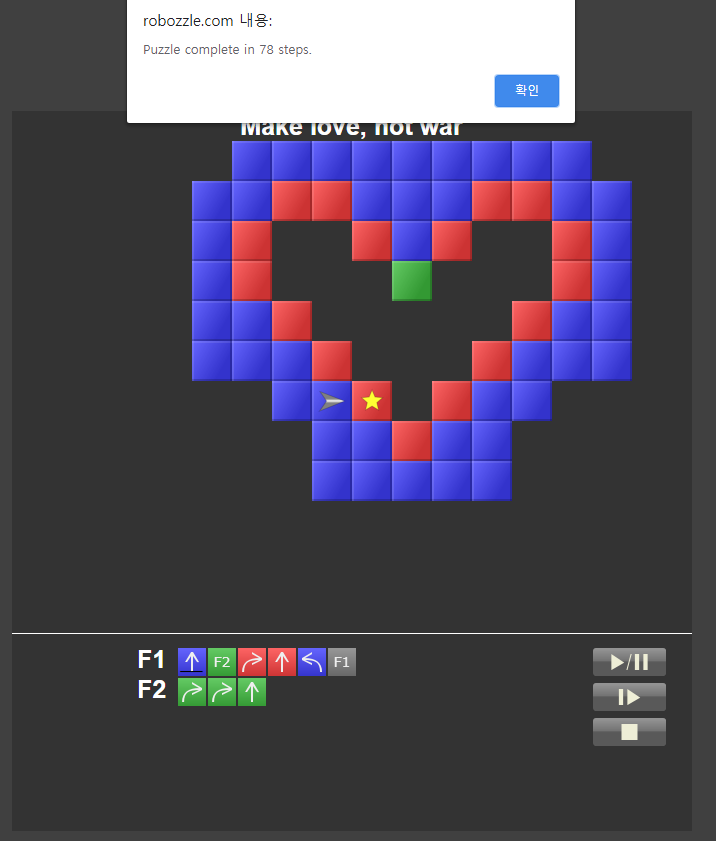 robozzle.com 내용:
Puzzle complete in 78 steps.
확인
Make love, not war
F1 F2 F1
F2